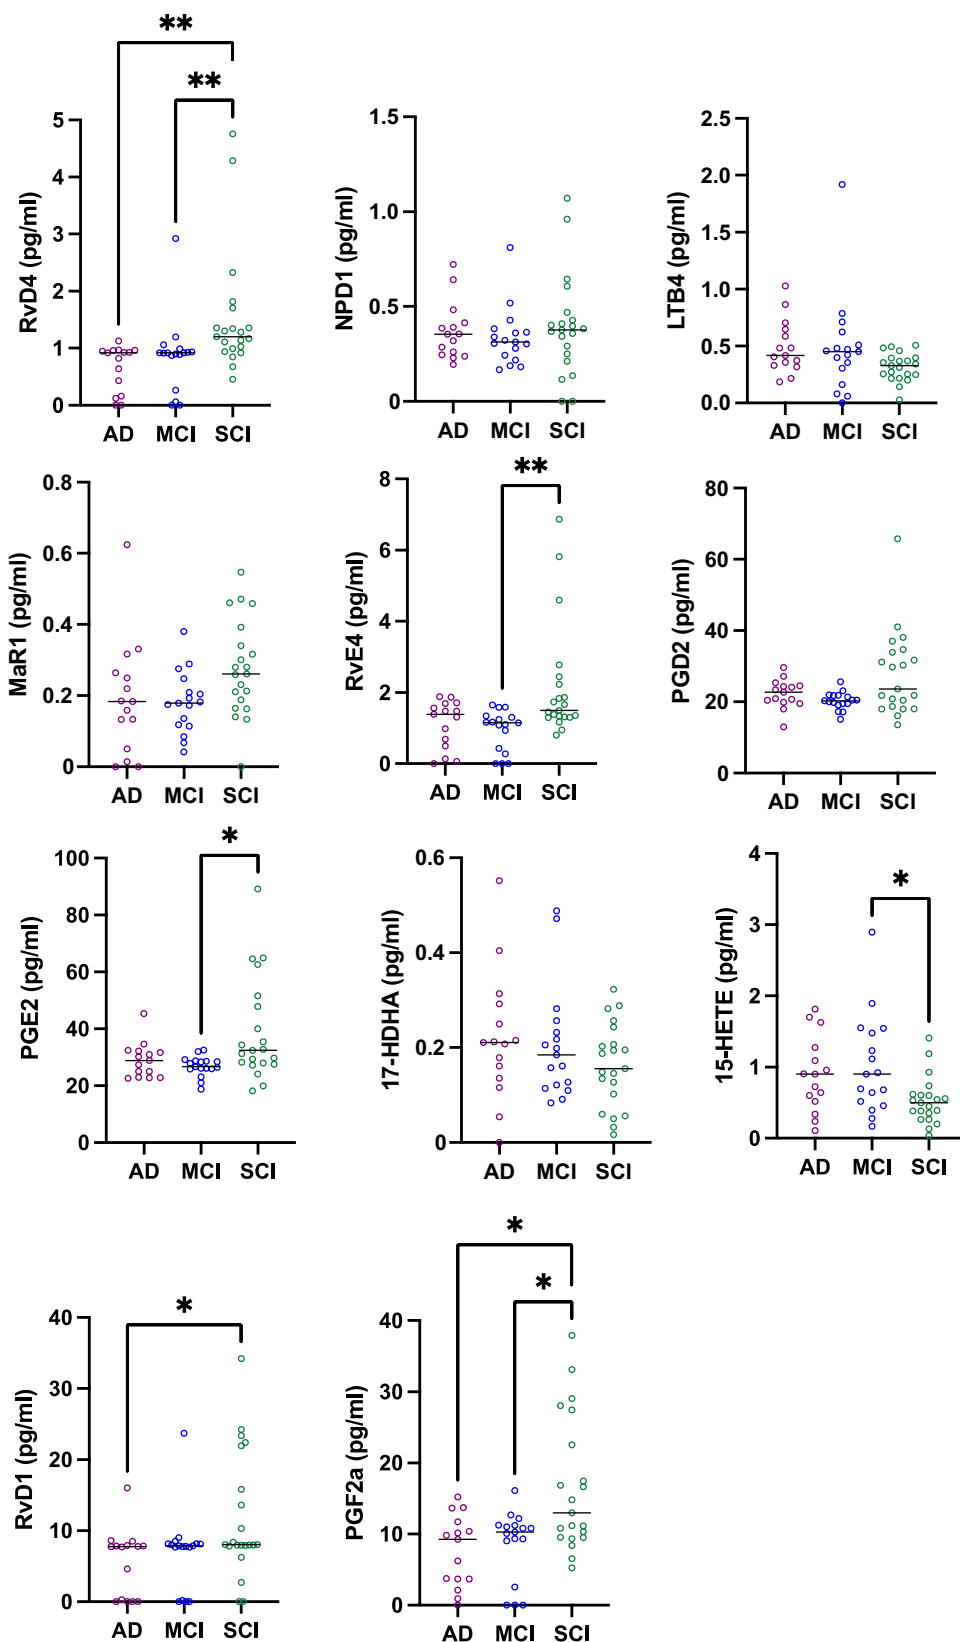 **
**
RvD4 (pg/ml)
5
4
3
2
1
0
AD MCI SCI
NPD1 (pg/ml)
1.5
1.0
0.5
0.0
AD MCI SCI
LTB4 (pg/ml)
2.5
2.0
1.5
1.0
0.5
0.0
AD MCI SCI
MaR1 (pg/ml)
0.8
0.6
0.4
0.2
0
AD MCI SCI
**
RvE4 (pg/ml)
8
6
4
2
0
AD MCI SCI
PGD2 (pg/ml)
80
60
40
20
0
AD MCI SCI
*
PGE2 (pg/ml)
100
80
60
40
20
0
AD MCI SCI
17-HDHA (pg/ml)
0.6
0.4
0.2
0
AD MCI SCI
*
15-HETE (pg/ml)
4
3
2
1
0
AD MCI SCI
*
RvD1 (pg/ml)
40
30
20
10
0
AD MCI SCI
*
*
PGF2a (pg/ml)
40
30
20
10
0
AD MCI SCI